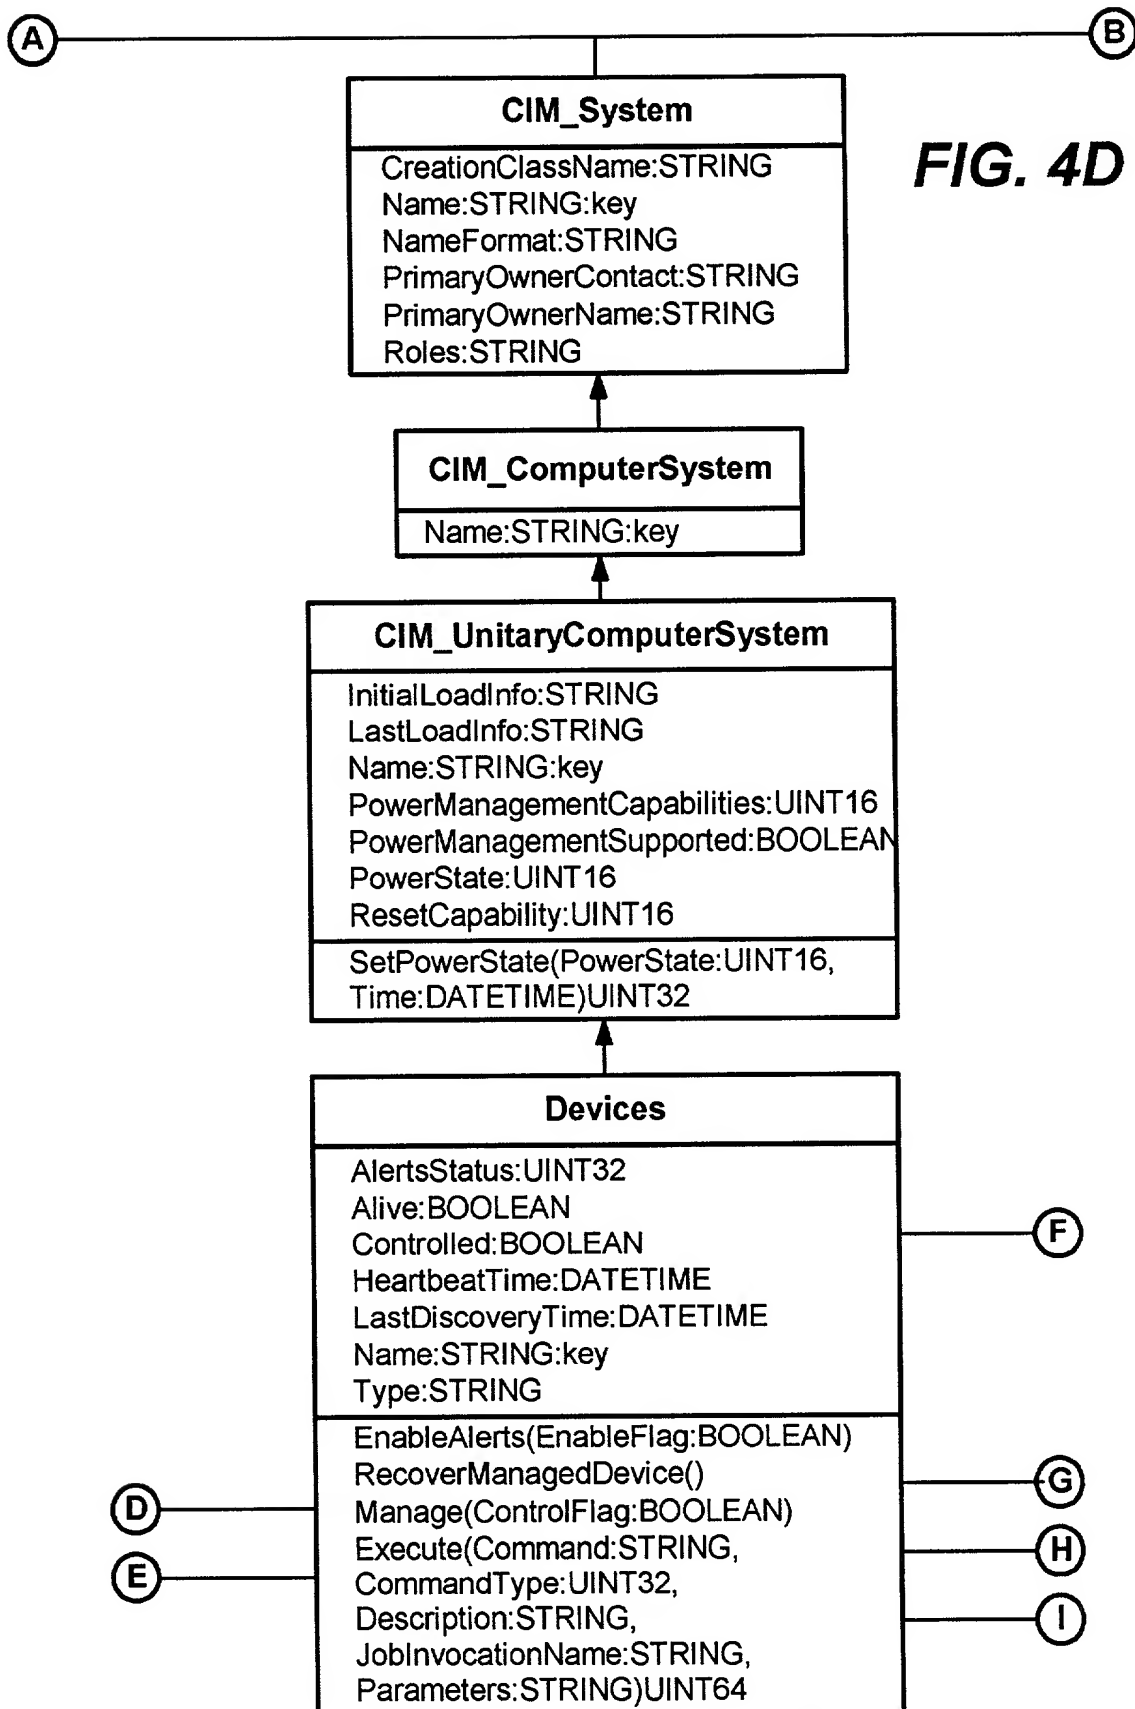 A
B
CIM_System
FIG. 4D
CreationClassName:STRING
Name:STRING:key
NameFormat:STRING
PrimaryOwnerContact:STRING
PrimaryOwnerName:STRING
Roles:STRING
CIM_ComputerSystem
Name:STRING:key
CIM_UnitaryComputerSystem
InitialLoadInfo:STRING
LastLoadInfo:STRING
Name:STRING:key
PowerManagementCapabilities:UINT16
PowerManagementSupported:BOOLEAN
PowerState:UINT16
ResetCapability:UINT16
SetPowerState(PowerState:UINT16,
Time:DATETIME)UINT32
Devices
AlertsStatus:UINT32
Alive:BOOLEAN
Controlled:BOOLEAN
HeartbeatTime:DATETIME
LastDiscoveryTime:DATETIME
Name:STRING:key
Type:STRING
F
EnableAlerts(EnableFlag:BOOLEAN)
RecoverManagedDevice()
Manage(ControlFlag:BOOLEAN)
Execute(Command:STRING,
CommandType:UINT32,
Description:STRING,
JobInvocationName:STRING,
Parameters:STRING)UINT64
D
E
G
H
I